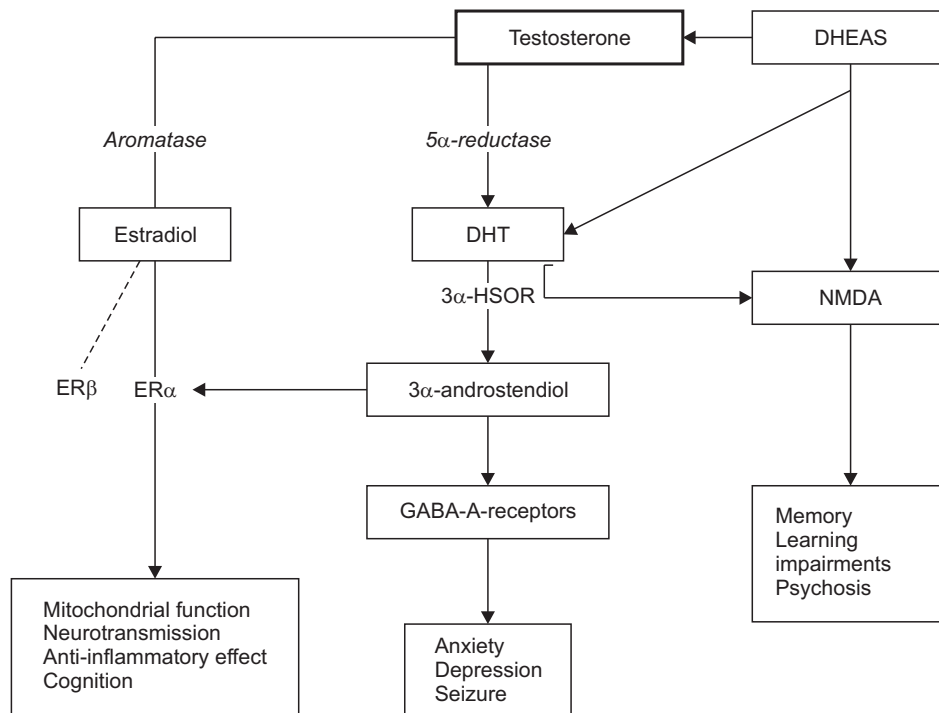 Testosterone
DHEAS
Aromatase
5α-reductase
Estradiol
DHT
3α-HSOR
NMDA
ERβ
ERα
3α-androstendiol
GABA-A-receptors
Memory
Learning
impairments
Psychosis
Mitochondrial function
Neurotransmission
Anti-inflammatory effect
Cognition
Anxiety
Depression
Seizure